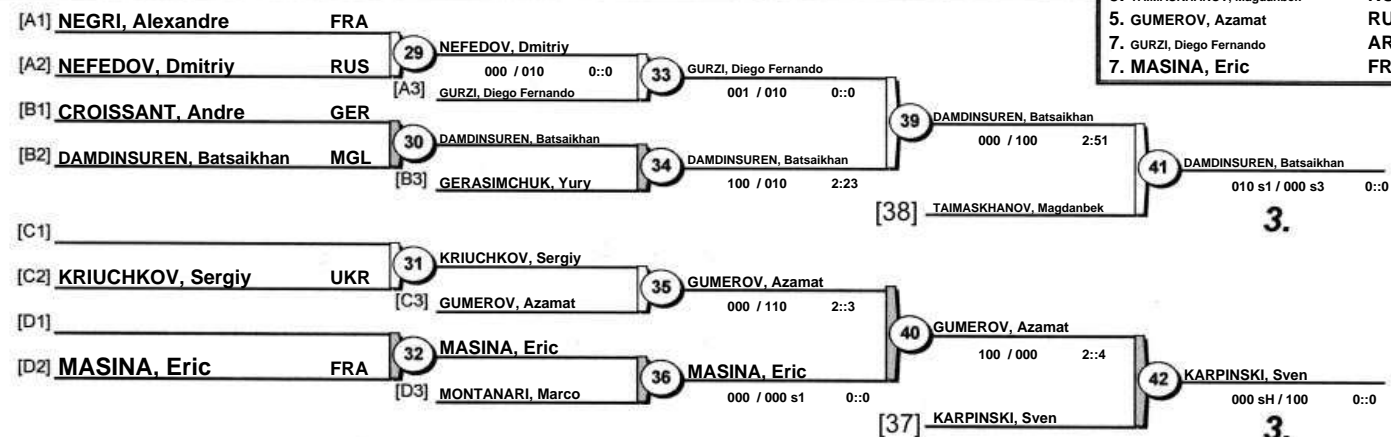 TAIMASKHANOV, Magdanbek
5. GUMEROV, Azamat RU
7. GURZI, Diego Fernando AR
7. MASINA, Eric FR
[A1] NEGRI, Alexandre FRA
29 NEFEDOV, Dmitriy
000 / 010 0::0
[A2] NEFEDOV, Dmitriy RUS
[A3] GURZI, Diego Fernando
33 GURZI, Diego Fernando
001 / 010 0::0
[B1] CROISSANT, Andre GER
30 DAMDINSUREN, Batsaikhan
[B2] DAMDINSUREN, Batsaikhan MGL
[B3] GERASIMCHUK, Yury
34 DAMDINSUREN, Batsaikhan
100 / 010 2:23
39 DAMDINSUREN, Batsaikhan
000 / 100 2:51
[38] TAIMASKHANOV, Magdanbek
41 DAMDINSUREN, Batsaikhan
010 s1 / 000 s3 0::0
3.
[C1]
31 KRIUCHKOV, Sergiy
[C2] KRIUCHKOV, Sergiy UKR
[C3] GUMEROV, Azamat
35 GUMEROV, Azamat
000 / 110 2::3
[D1]
32 MASINA, Eric
[D2] MASINA, Eric FRA
[D3] MONTANARI, Marco
36 MASINA, Eric
000 / 000 s1 0::0
40 GUMEROV, Azamat
100 / 000 2::4
[37] KARPINSKI, Sven
42 KARPINSKI, Sven
000 sH / 100 0::0
3.